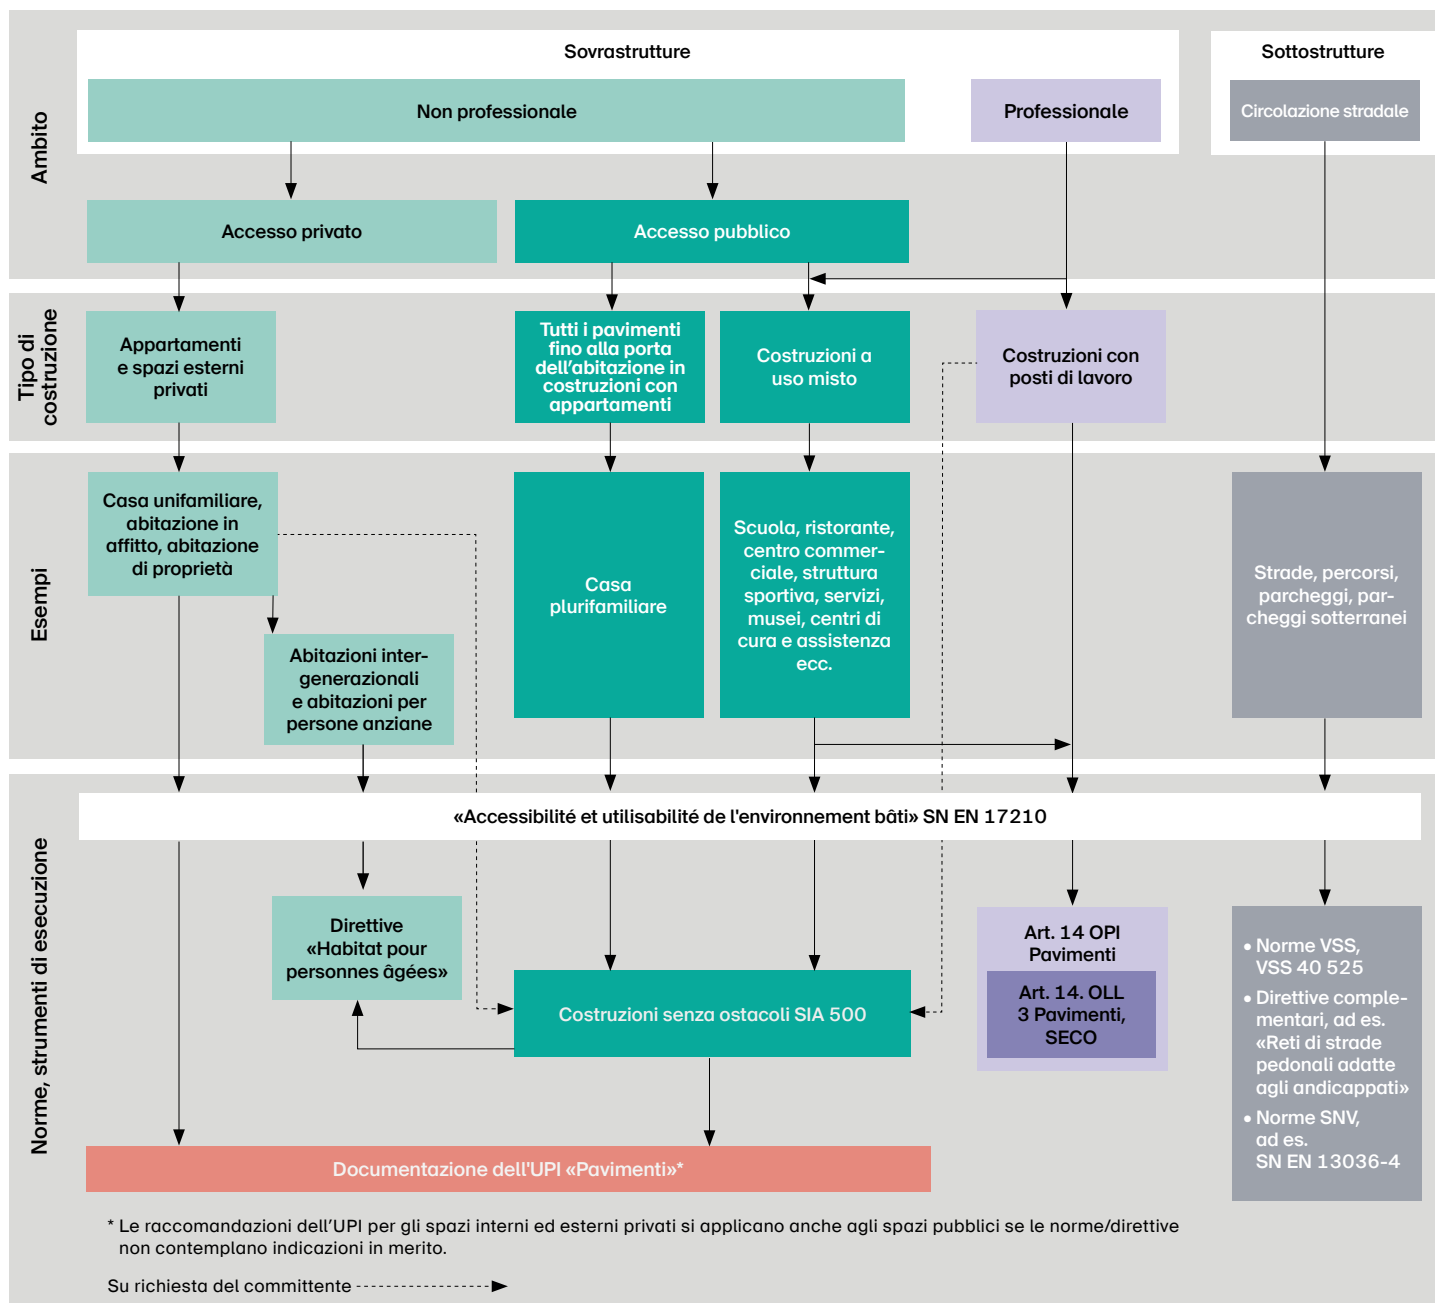 Sovrastrutture
Sottostrutture
Ambito
Non professionale
Professionale
Circolazione stradale
Accesso privato
Accesso pubblico
Tipo di
costruzione
Appartamenti
e spazi esterni
privati
Tutti i pavimenti
fino alla porta
dell'abitazione in
costruzioni con
appartamenti
Costruzioni a
uso misto
Costruzioni con
posti di lavoro
Esempi
Casa unifamiliare,
abitazione in
affitto, abitazione
di proprietà
Abitazioni inter-
generazionali
e abitazioni per
persone anziane
Casa
plurifamiliare
Scuola, ristorante,
centro commer-
ciale, struttura
sportiva, servizi,
musei, centri di
cura e assistenza
ecc.
Strade, percorsi,
parcheggi, par-
cheggi sotterranei
Norme, strumenti di esecuzione
«Accessibilité et utilisabilité de l'environnement bâti» SN EN 17210
Direttive
«Habitat pour
personnes âgées»
Costruzioni senza ostacoli SIA 500
Art. 14 OPI
Pavimenti
Art. 14. OLL
3 Pavimenti,
SECO
• Norme VSS,
VSS 40 525
• Direttive comple-
mentari, ad es.
«Reti di strade
pedonali adatte
agli andicappati»
• Norme SNV,
ad es.
SN EN 13036-4
Documentazione dell'UPI «Pavimenti»*
* Le raccomandazioni dell'UPI per gli spazi interni ed esterni privati si applicano anche agli spazi pubblici se le norme/direttive
non contemplano indicazioni in merito.
Su richiesta del committente